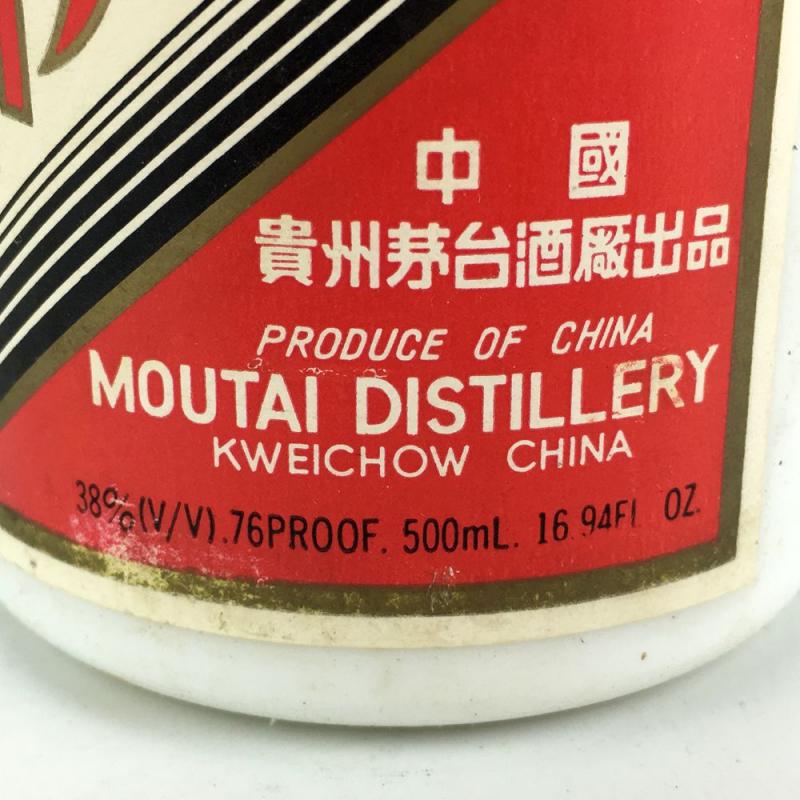 中國
貴州茅台酒廠出品
PRODUCE OF CHINA
MOUTAI DISTILLERY
KWEICHOW CHINA
38%(V/V).76PROOF. 500mL. 16.94FL OZ.